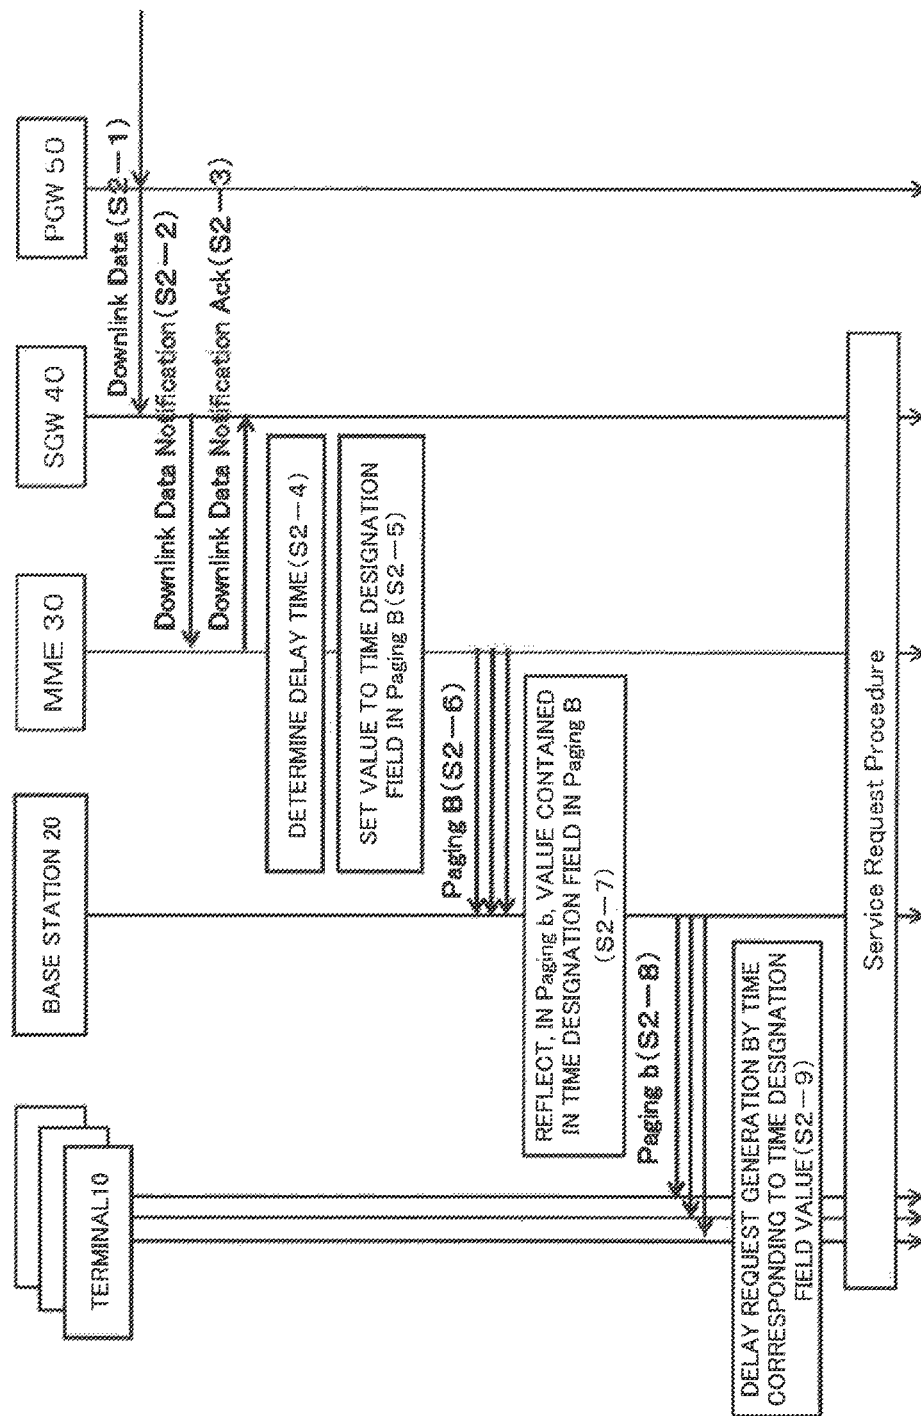 TERMINAL10
BASE STATION 20
MME 30
SGW 40
PGW 50
Downlink Data(S2−1)
Downlink Data Notification(S2−2)
Downlink Data Notification Ack(S2−3)
DETERMINE DELAY TIME(S2−4)
SET VALUE TO TIME DESIGNATION
FIELD IN Paging B(S2−5)
Paging B(S2−6)
REFLECT, IN Paging b, VALUE CONTAINED
IN TIME DESIGNATION FIELD IN Paging B
(S2−7)
Paging b(S2−8)
DELAY REQUEST GENERATION BY TIME
CORRESPONDING TO TIME DESIGNATION
FIELD VALUE(S2−9)
Service Request Procedure